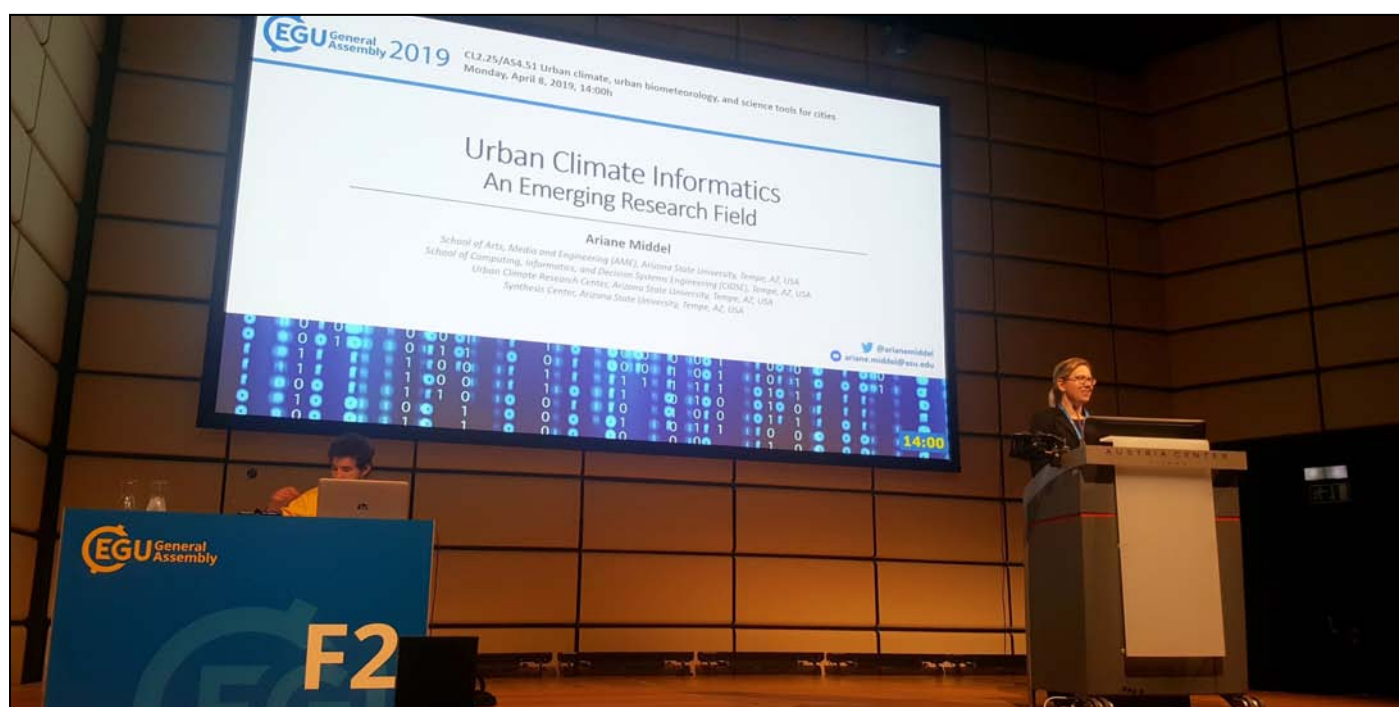 EGU General
Assembly 2019
CL2.25/AS4.51 Urban climate, urban biometeorology, and science tools for cities
Monday, April 8, 2019, 14:00h
Urban Climate Informatics
An Emerging Research Field
Ariane Middel
School of Arts, Media and Engineering (AME), Arizona State University, Tempe, AZ, USA
School of Computing, Informatics, and Decision Systems Engineering (CIDSE), Tempe, AZ, USA
Urban Climate Research Center, Arizona State University, Tempe, AZ, USA
Synthesis Center, Arizona State University, Tempe, AZ, USA
@arianemiddel
ariane.middel@asu.edu
14:00
AUSTRIA CENTER
EGU General
Assembly
F2